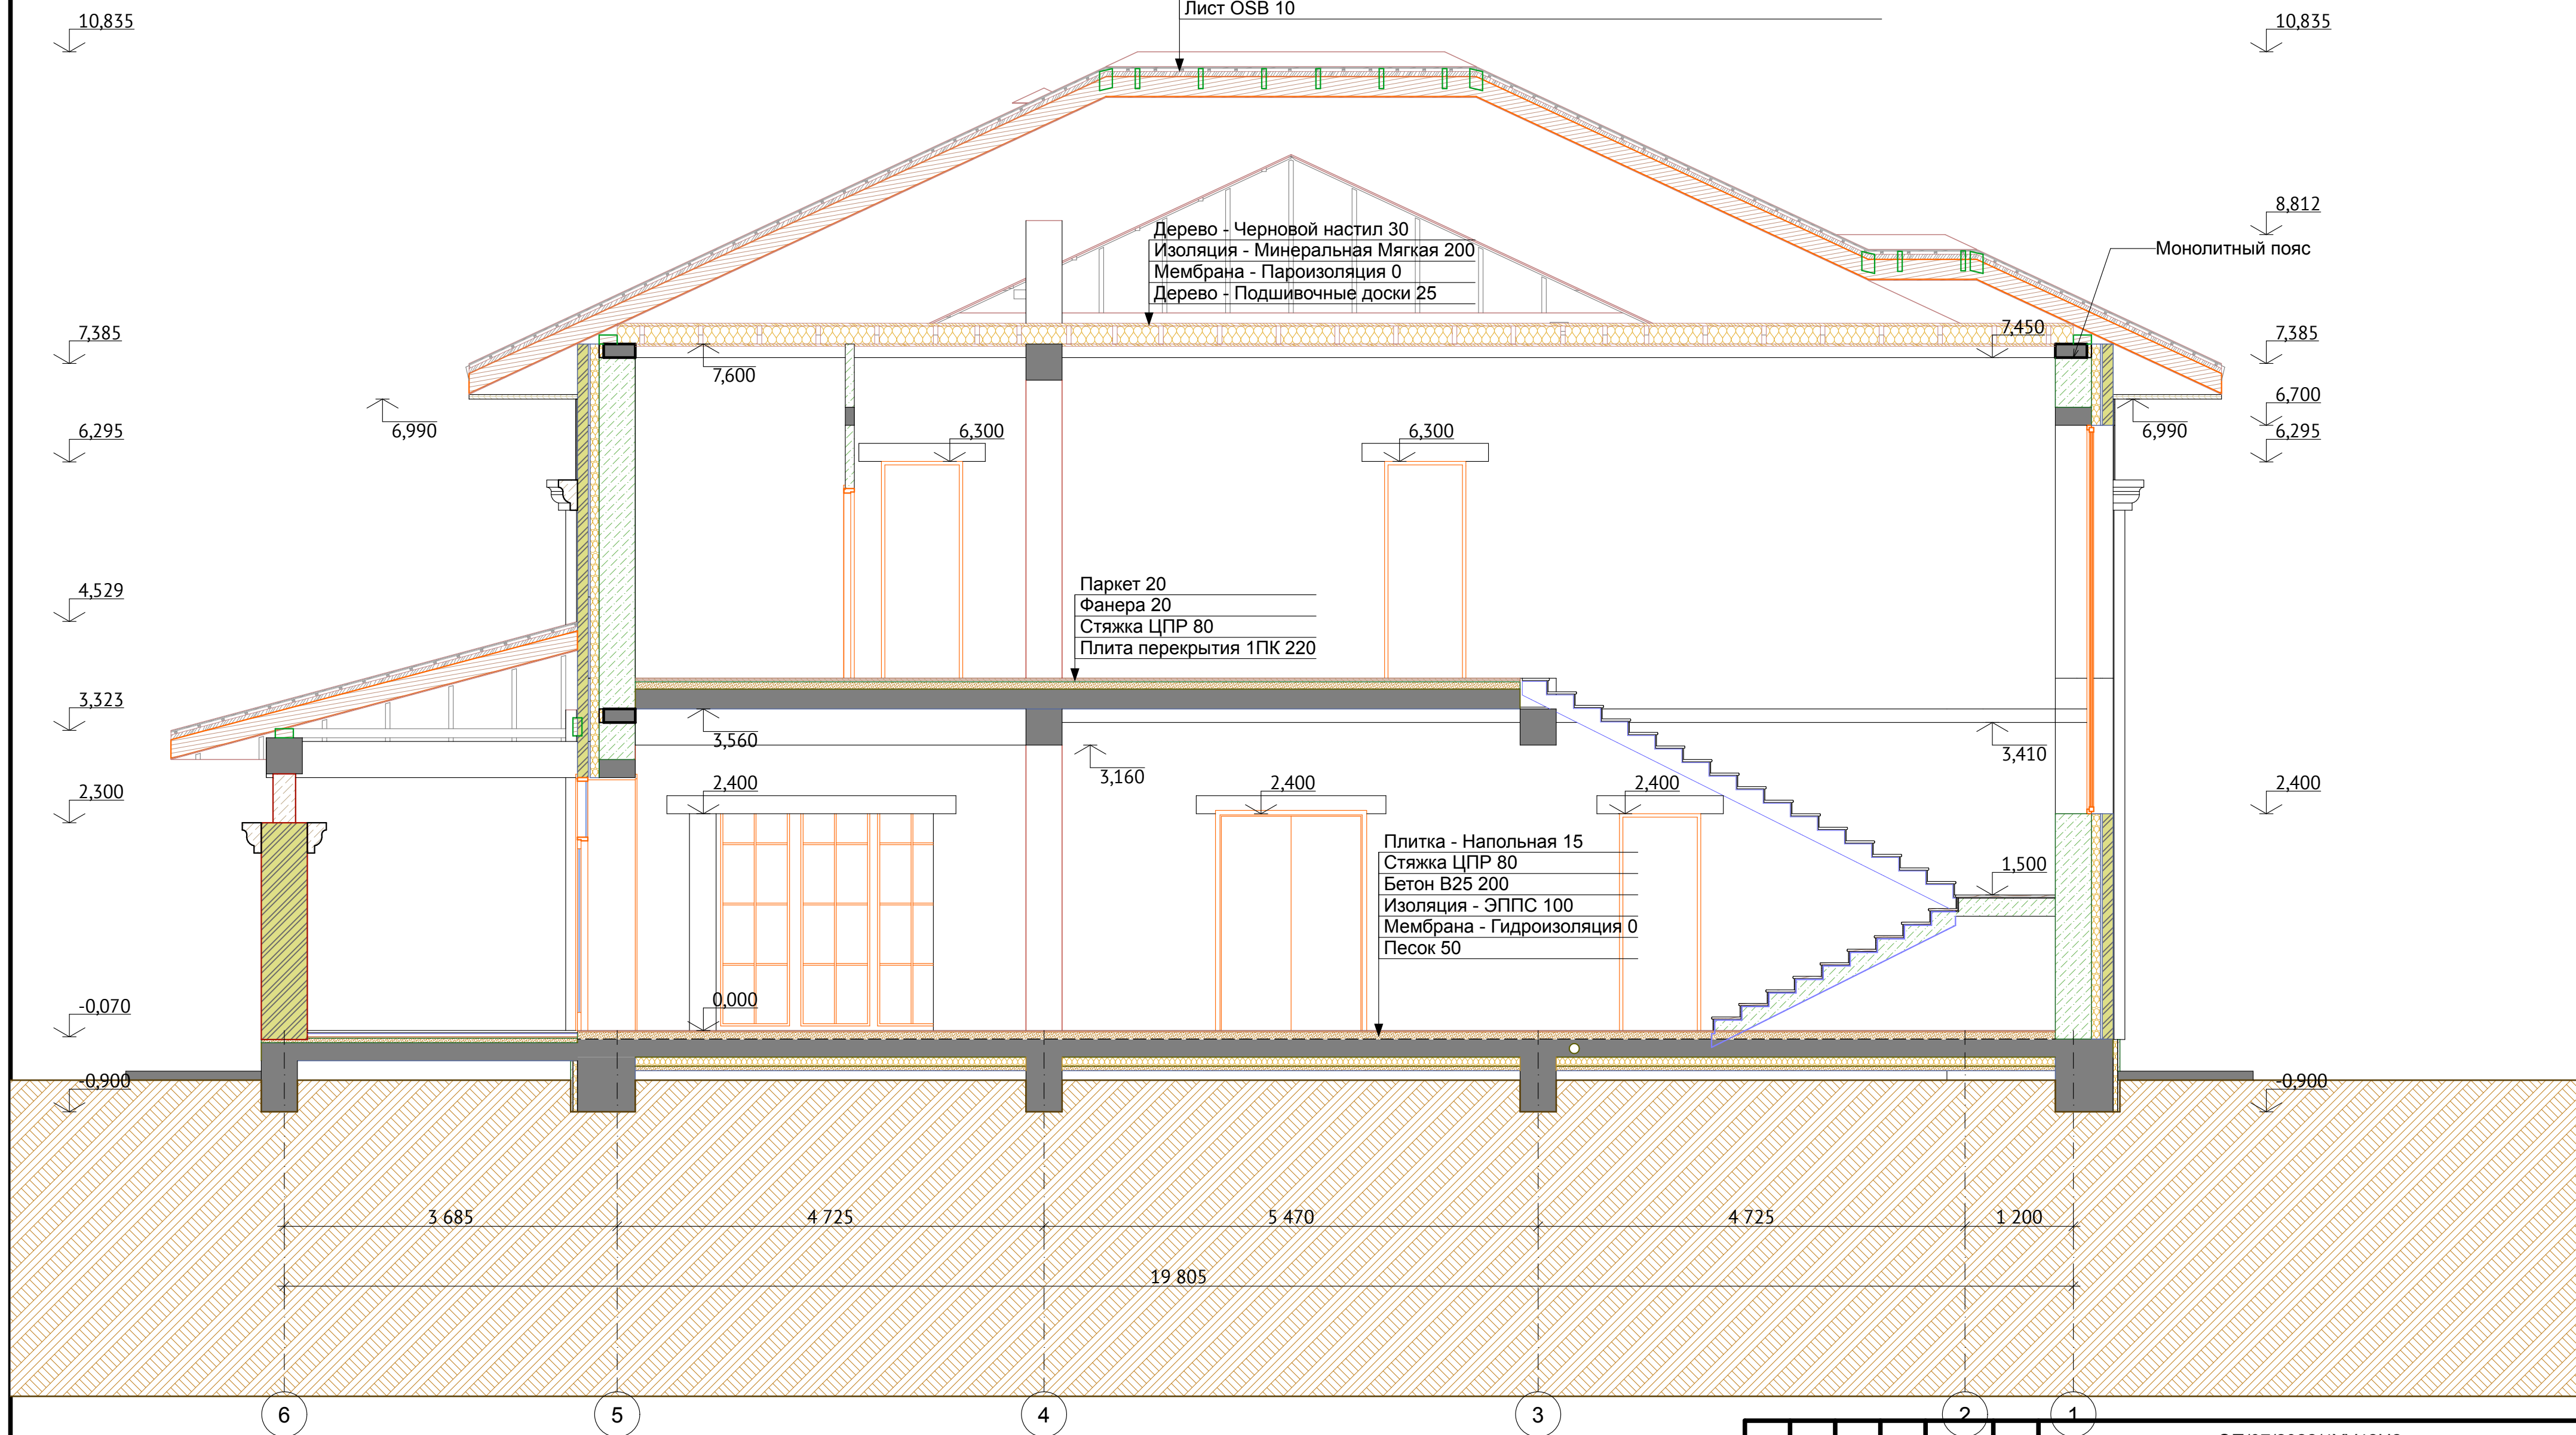 Лист OSB 10
10,835
10,835
8,812
Дерево - Черновой настил 30
Изоляция - Минеральная Мягкая 200
Мембрана - Пароизоляция 0
Дерево - Подшивочные доски 25
Монолитный пояс
7,385
7,450
7,385
7,600
6,700
6,295
6,990
6,300
6,300
6,990
6,295
4,529
Паркет 20
Фанера 20
Стяжка ЦПР 80
Плита перекрытия 1ПК 220
3,323
3,560
3,160
3,410
2,300
2,400
2,400
2,400
2,400
Плитка - Напольная 15
Стяжка ЦПР 80
Бетон В25 200
Изоляция - ЭППС 100
Мембрана - Гидроизоляция 0
Песок 50
1,500
-0,070
0,000
-0,900
-0,900
3 685
4 725
5 470
4 725
1 200
19 805
6
5
4
3
2
1